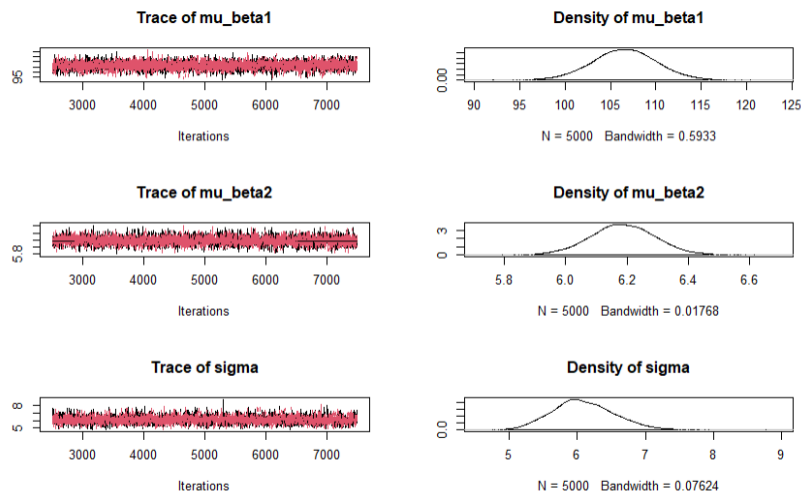 Trace of mu_beta1
95
3000 4000 5000 6000 7000
Iterations
Density of mu_beta1
0.00
90 95 100 105 110 115 120 125
N = 5000 Bandwidth = 0.5933
Trace of mu_beta2
5.8
3000 4000 5000 6000 7000
Iterations
Density of mu_beta2
3
0
5.8 6.0 6.2 6.4 6.6
N = 5000 Bandwidth = 0.01768
Trace of sigma
8
5
3000 4000 5000 6000 7000
Iterations
Density of sigma
0.0
5 6 7 8 9
N = 5000 Bandwidth = 0.07624